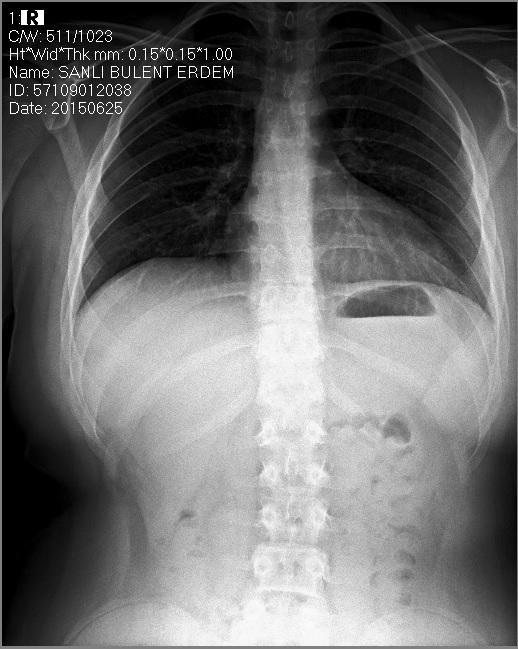 1: R
C/W: 511/1023
Ht*Wid*Thk mm: 0.15*0.15*1.00
Name: SANLI BULENT ERDEM
ID: 57109012038
Date: 20150625